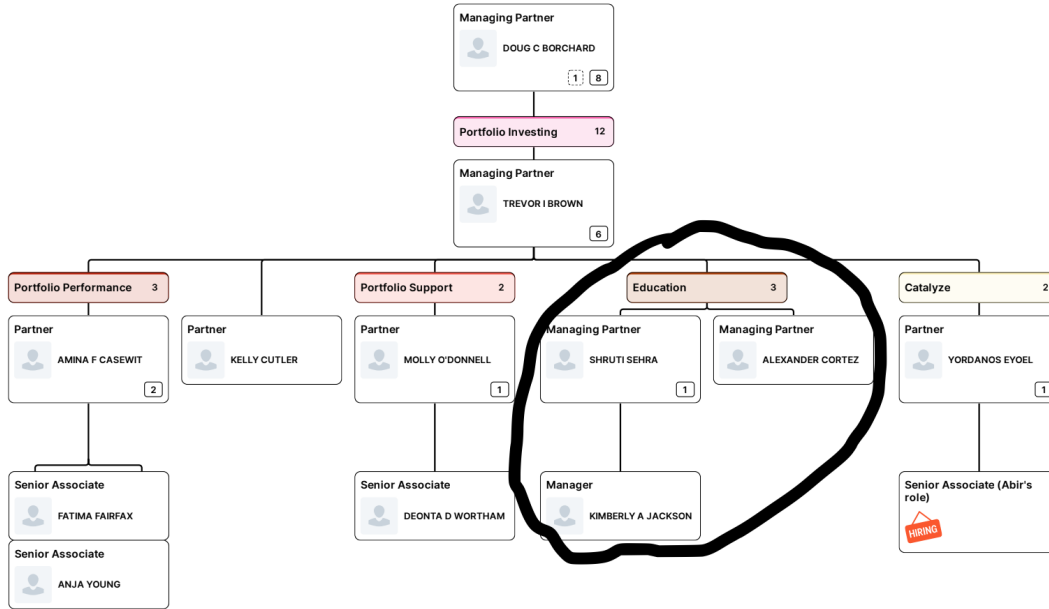 Managing Partner
DOUG C BORCHARD
1 8
Portfolio Investing 12
Managing Partner
TREVOR I BROWN
6
Portfolio Performance 3
Partner
AMINA F CASEWIT
2
Senior Associate
FATIMA FAIRFAX
Senior Associate
ANJA YOUNG
Partner
KELLY CUTLER
Portfolio Support 2
Partner
MOLLY O'DONNELL
1
Senior Associate
DEONTA D WORTHAM
Education 3
Managing Partner
SHRUTI SEHRA
1
Manager
KIMBERLY A JACKSON
Managing Partner
ALEXANDER CORTEZ
Catalyze 2
Partner
YORDANOS EYOEL
1
Senior Associate (Abir's
role)
HIRING